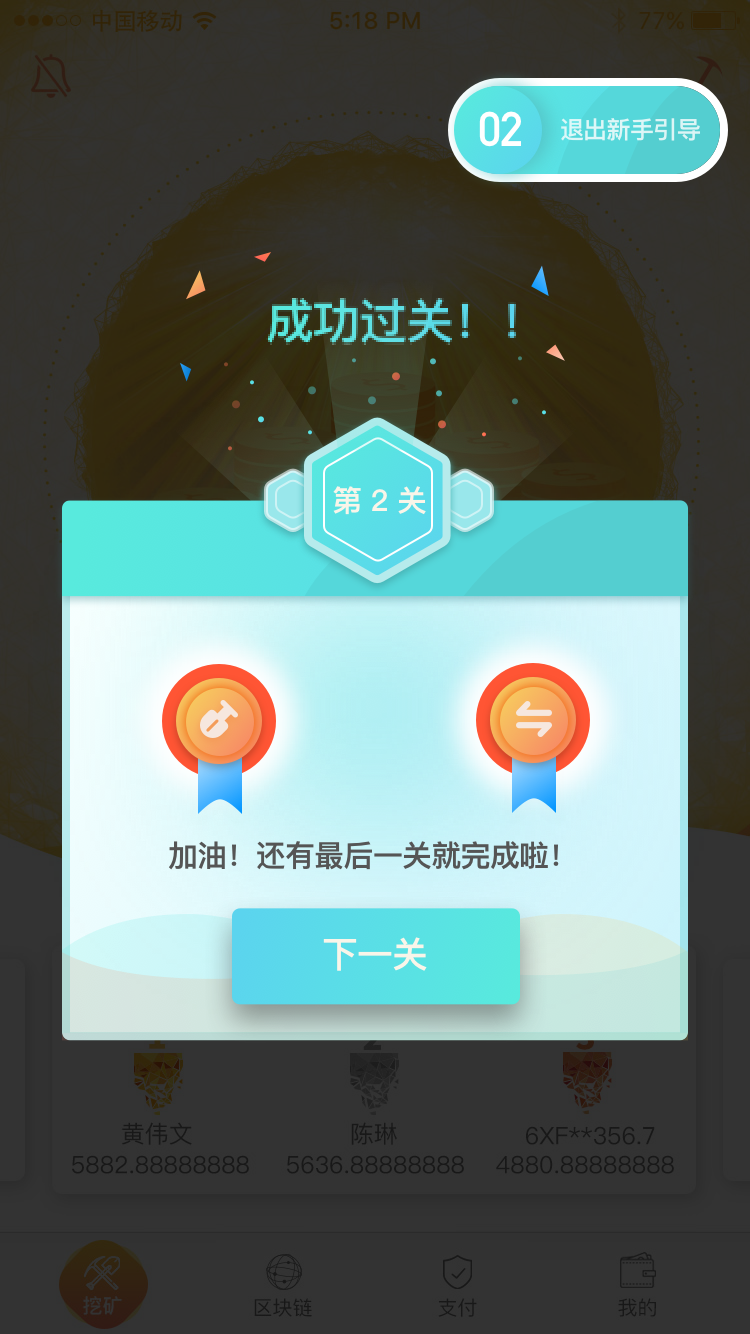 中国移动 5:18 PM 77%
02 退出新手引导
成功过关！！
第 2 关
加油！还有最后一关就完成啦！
下一关
1 2 3
黄伟文 陈琳 6XF**356.7
5882.88888888 5636.88888888 4880.88888888
挖矿 区块链 支付 我的